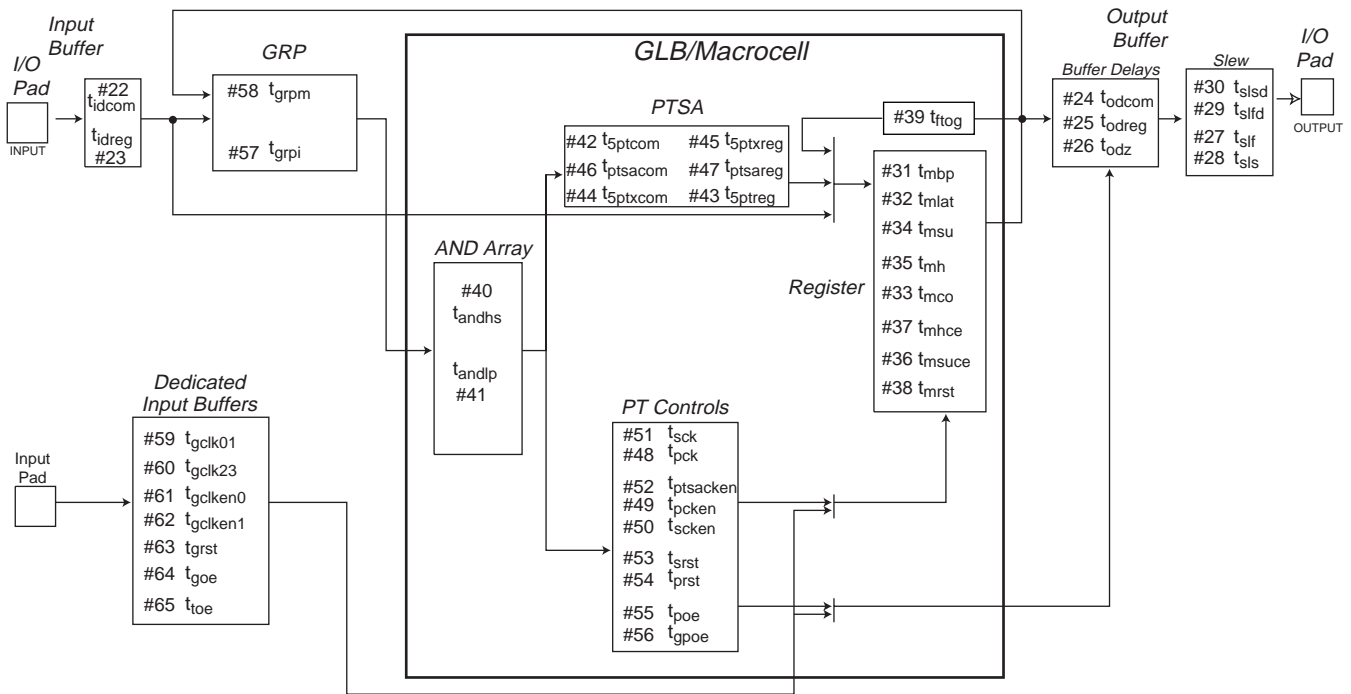 Input
Buffer
I/O
Pad
INPUT
#22
tidcom
tidreg
#23
GRP
#58 tgrpm
#57 tgrpi
GLB/Macrocell
PTSA
#42 t5ptcom #45 t5ptxreg
#46 tptsacom #47 tptsareg
#44 t5ptxcom #43 t5ptreg
#39 tftog
AND Array
#40
tandhs
tandlp
#41
Register
#31 tmbp
#32 tmlat
#34 tmsu
#35 tmh
#33 tmco
#37 tmhce
#36 tmsuce
#38 tmrst
Output
Buffer
Buffer Delays
#24 todcom
#25 todreg
#26 todz
Slew
#30 tslsd
#29 tslfd
#27 tslf
#28 tsls
I/O
Pad
OUTPUT
Dedicated
Input Buffers
Input
Pad
#59 tgclk01
#60 tgclk23
#61 tgclken0
#62 tgclken1
#63 tgrst
#64 tgoe
#65 ttoe
PT Controls
#51 tsck
#48 tpck
#52 tptsacken
#49 tpcken
#50 tscken
#53 tsrst
#54 tprst
#55 tpoe
#56 tgpoe